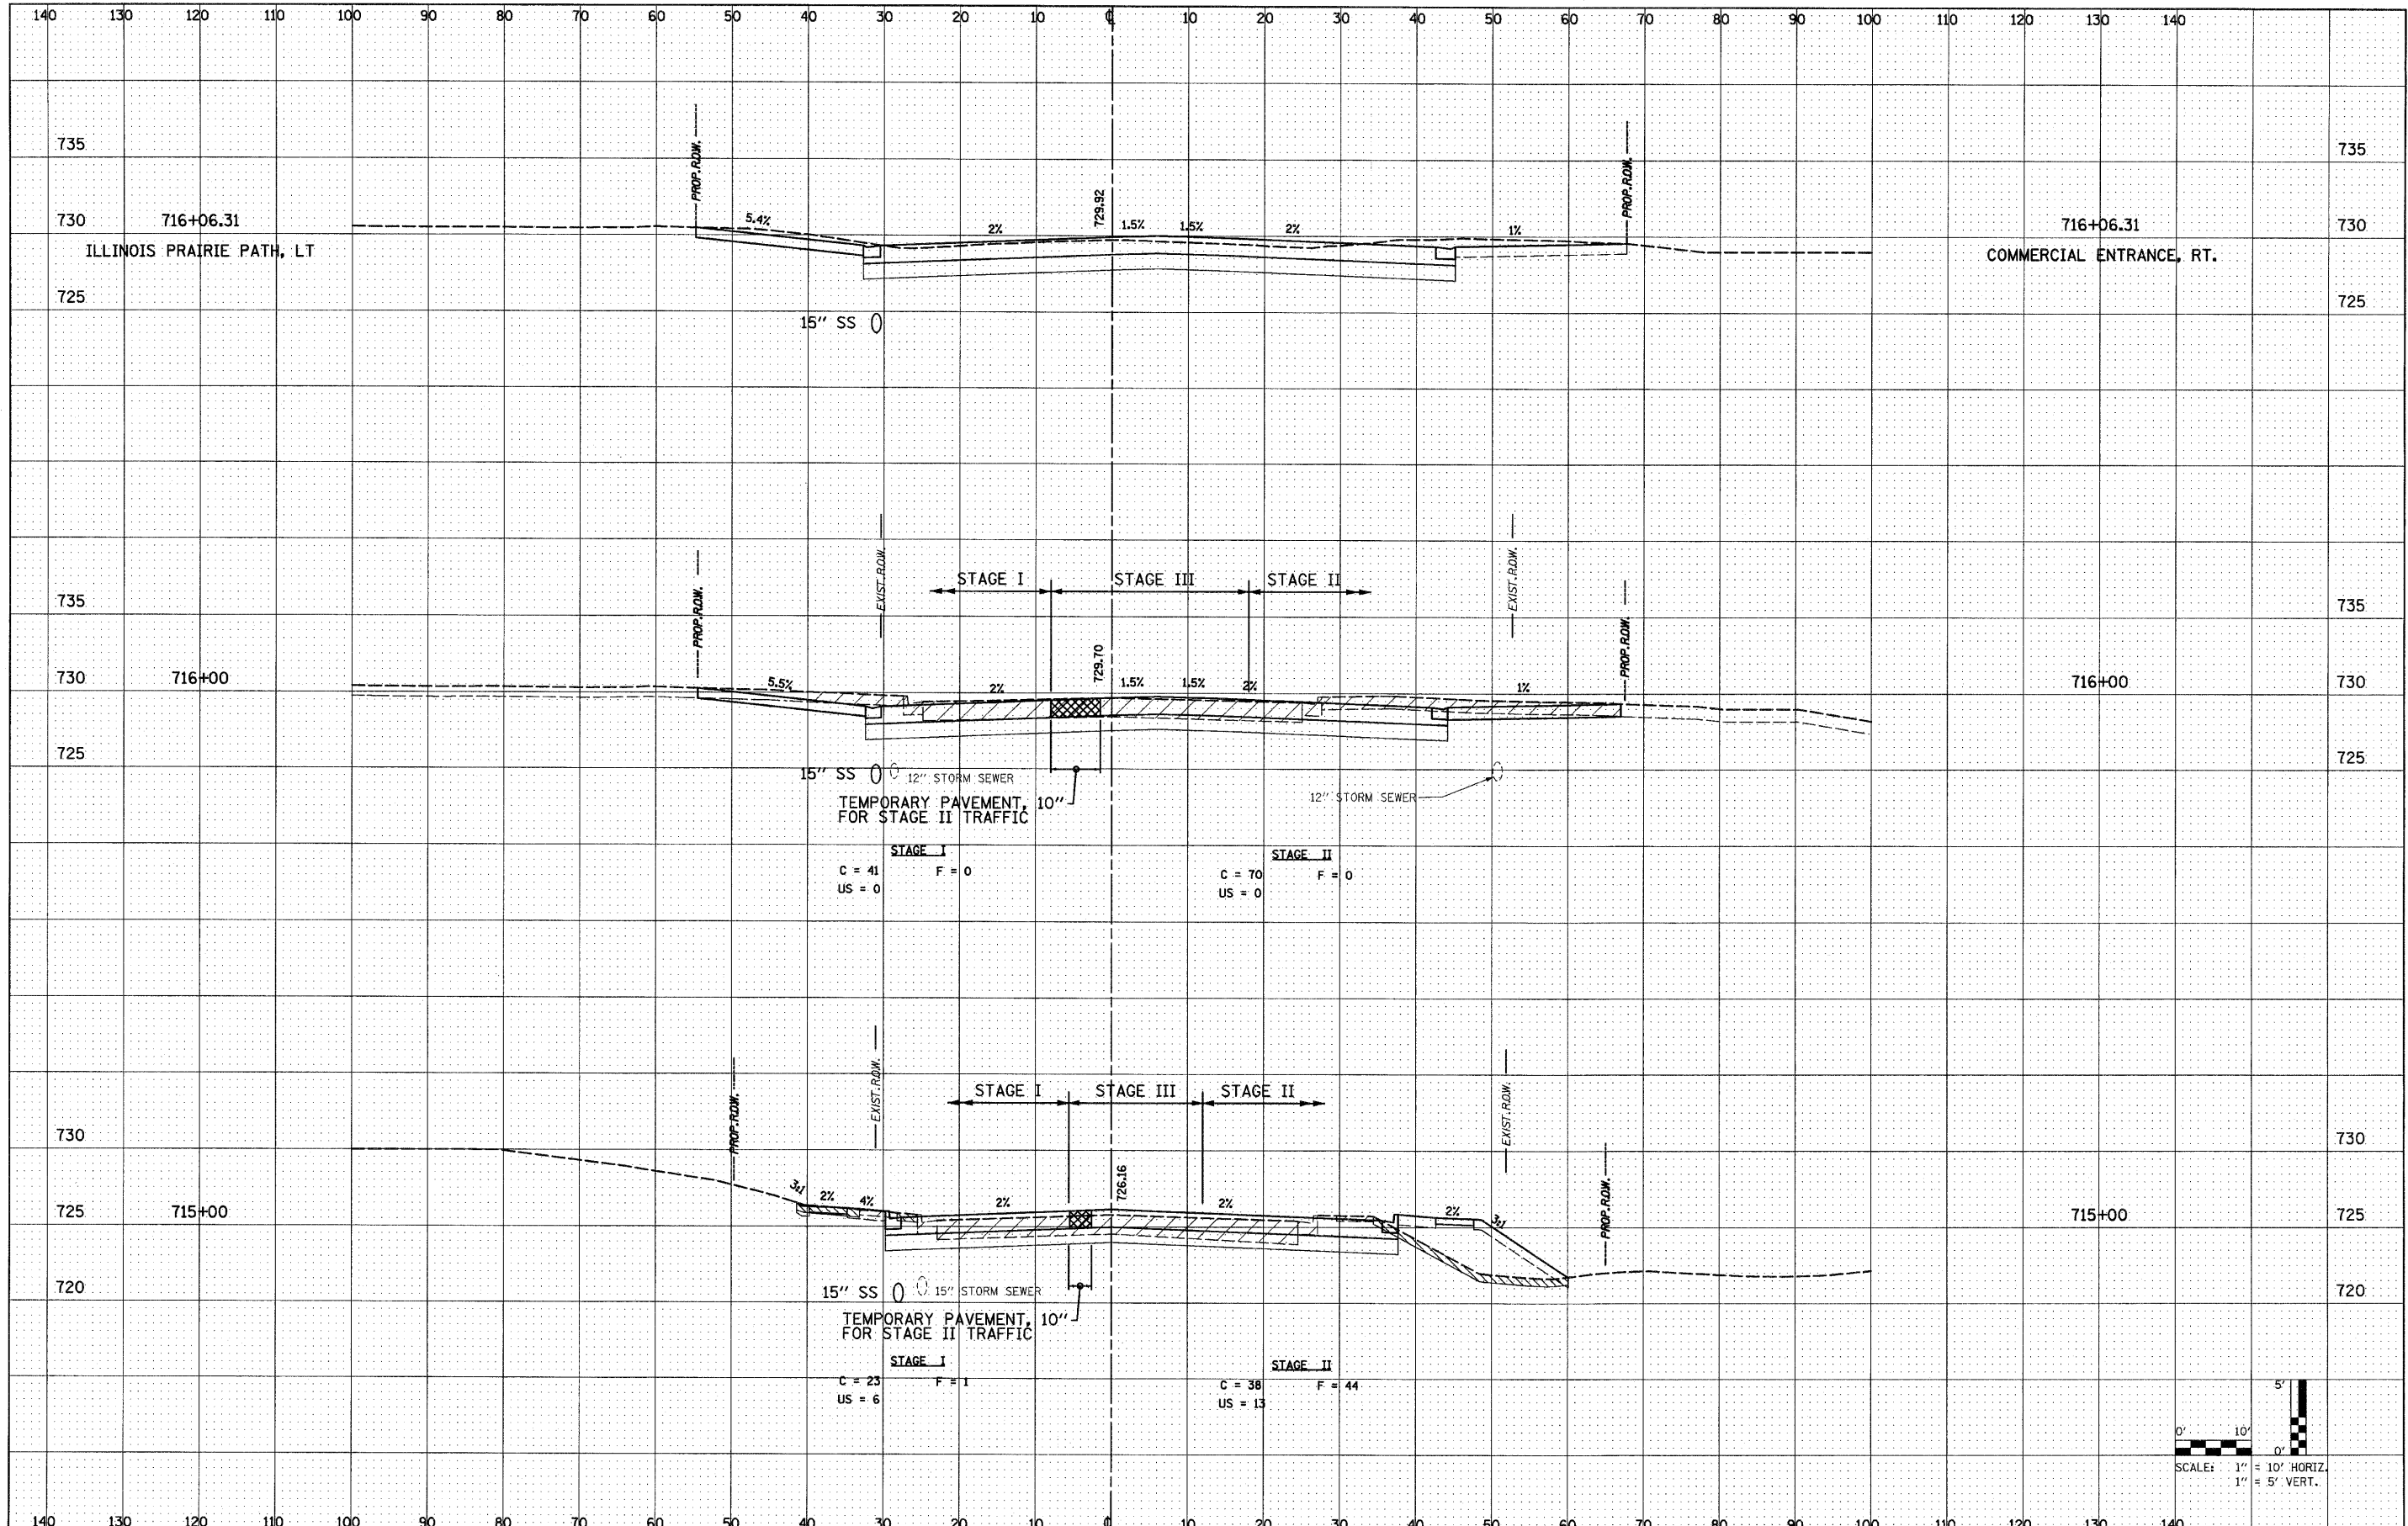 140 130 120 100 90 80 70 60 50 40 30 20 10 ℄ 10 20 30 40 50 60 70 80 90 100 110 120 130 140
735 PROP.R.O.W. PROP.R.O.W. 735
730 716+06.31 5.4% 2% 729.92 1.5% 1.5% 2% 1% 716+06.31 730
ILLINOIS PRAIRIE PATH, LT
COMMERCIAL ENTRANCE, RT.
725 725
15" SS
EXIST.R.O.W. EXIST.R.O.W.
STAGE I STAGE III STAGE II
735 PROP.R.O.W. PROP.R.O.W. 735
730 716+00 5.5% 2% 729.70 1.5% 1.5% 2% 1% 716+00 730
725 725
15" SS 12" STORM SEWER
12" STORM SEWER
TEMPORARY PAVEMENT, 10"
FOR STAGE II TRAFFIC
STAGE I
C = 41 F = 0
US = 0
STAGE II
C = 70 F = 0
US = 0
EXIST.R.O.W. EXIST.R.O.W.
PROP.R.O.W. PROP.R.O.W.
STAGE I STAGE III STAGE II
730 730
725 715+00 3:1 2% 4% 2% 726.16 2% 2% 3:1 715+00 725
720 720
15" SS 15" STORM SEWER
TEMPORARY PAVEMENT, 10"
FOR STAGE II TRAFFIC
STAGE I
C = 23 F = 1
US = 6
STAGE II
C = 38 F = 44
US = 13
5'
0' 10'
0'
SCALE: 1" = 10' HORIZ.
1" = 5' VERT.
140 130 120 100 90 80 70 60 50 40 30 20 10 ℄ 10 20 30 40 50 60 70 80 90 100 110 120 130 140